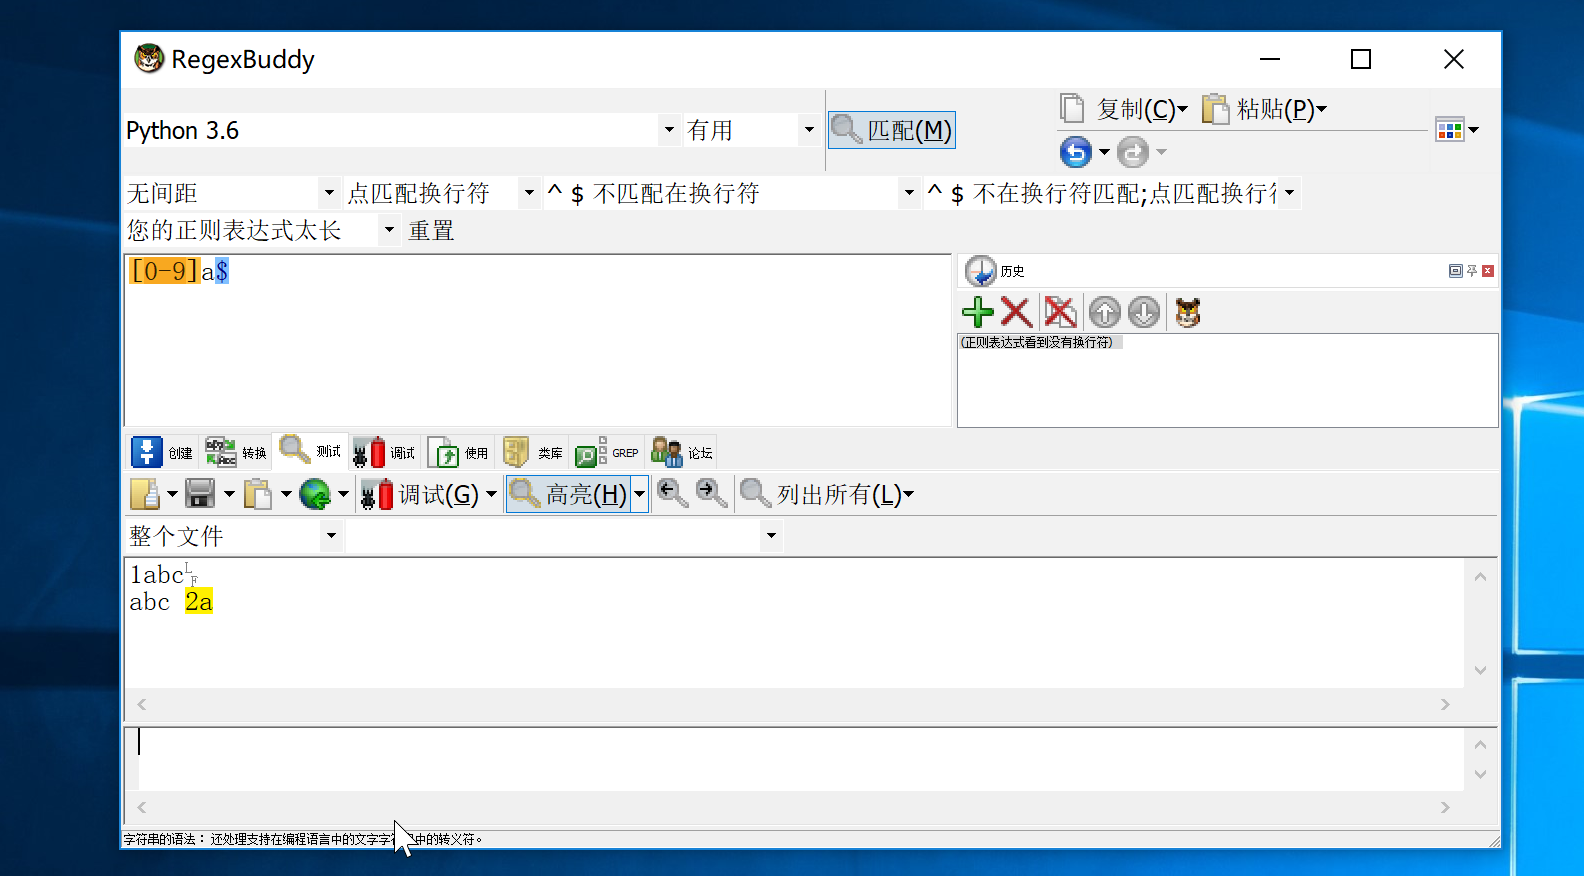 RegexBuddy
Python 3.6 有用 匹配(M) 复制(C) 粘贴(P)
无间距 点匹配换行符 ^ $ 不匹配在换行符 ^ $ 不在换行符匹配;点匹配换行
您的正则表达式太长 重置
[0-9]a$
历史
(正则表达式看到没有换行符)
创建 转换 测试 调试 使用 类库 GREP 论坛
调试(G) 高亮(H) 列出所有(L)
整个文件
1abcLF
abc 2a
字符串的语法： 还处理支持在编程语言中的文字字 中的转义符。